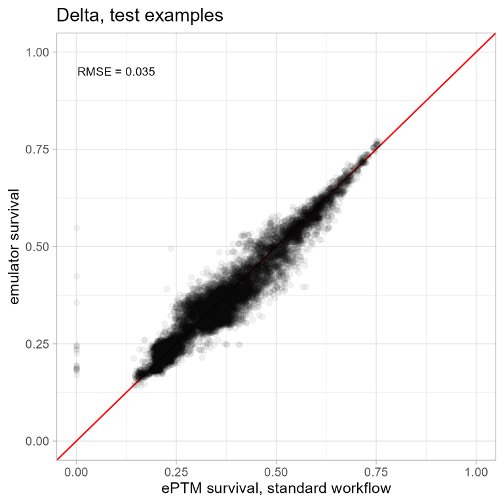 Delta, test examples
RMSE = 0.035
1.00
0.75
0.50
0.25
0.00
emulator survival
0.00 0.25 0.50 0.75 1.00
ePTM survival, standard workflow